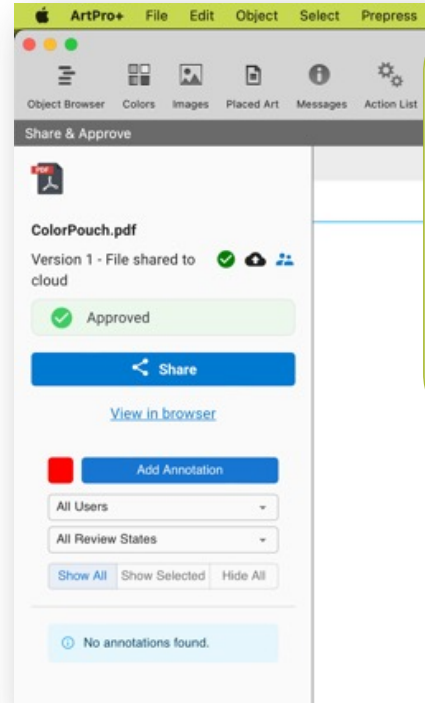 ArtPro+ File Edit Object Select Prepress
Object Browser Colors Images Placed Art Messages Action List
Share & Approve
PDF
ColorPouch.pdf
Version 1 - File shared to
cloud
Approved
Share
View in browser
Add Annotation
All Users
All Review States
Show All Show Selected Hide All
No annotations found.